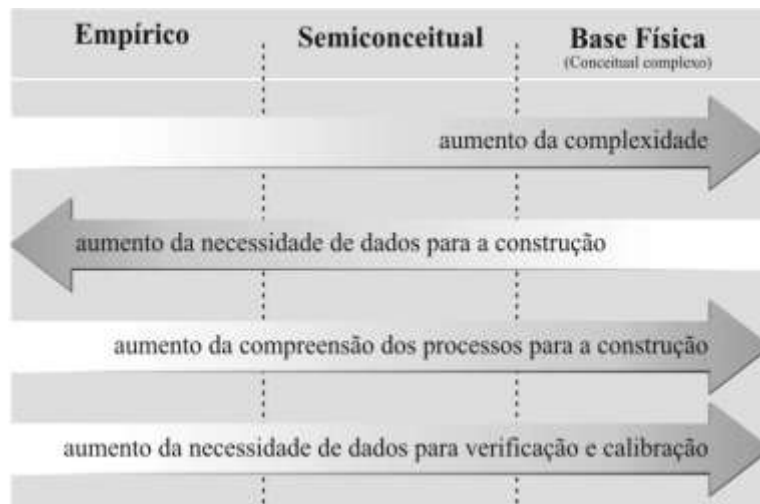 Empírico Semiconceitual Base Física
(Conceitual complexo)
aumento da complexidade
aumento da necessidade de dados para a construção
aumento da compreensão dos processos para a construção
aumento da necessidade de dados para verificação e calibração